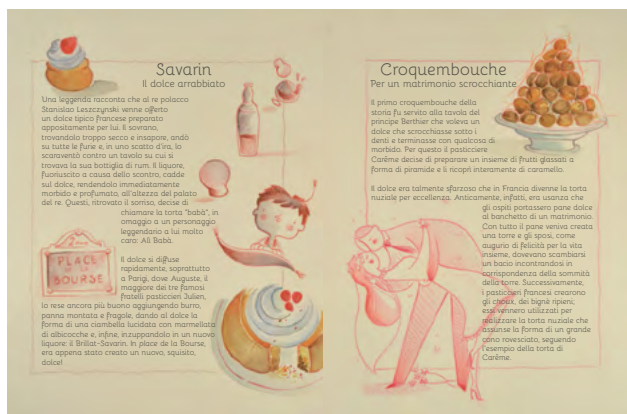 Savarin
Il dolce arrabbiato
Una leggenda racconta che al re polacco
Stanislao Leszczynski venne offerto
un dolce tipico francese preparato
appositamente per lui. Il sovrano,
trovandolo troppo secco e insapore, andò
su tutte le furie e, in uno scatto d'ira, lo
scaraventò contro un tavolo su cui si
trovava la sua bottiglia di rum. Il liquore,
fuoriuscito a causa dello scontro, cadde
sul dolce, rendendolo immediatamente
morbido e profumato, all'altezza del palato
del re. Questi, ritrovato il sorriso, decise di
chiamare la torta "babà", in
omaggio a un personaggio
leggendario a lui molto
caro: Alì Babà.
Il dolce si diffuse
rapidamente, soprattutto
a Parigi, dove Auguste, il
maggiore dei tre famosi
fratelli pasticcieri Julien,
lo rese ancora più buono aggiungendo burro,
panna montata e fragole, dando al dolce la
forma di una ciambella lucidata con marmellata
di albicocche e, infine, inzuppandolo in un nuovo
liquore: il Brillat-Savarin. In place de la Bourse,
era appena stato creato un nuovo, squisito,
dolce!
PLACE
DE LA
BOURSE
Croquembouche
Per un matrimonio scrocchiante
Il primo croquembouche della
storia fu servito alla tavola del
principe Berthier che voleva un
dolce che scrocchiasse sotto i
denti e terminasse con qualcosa di
morbido. Per questo il pasticciere
Carême decise di preparare un insieme di frutti glassati a
forma di piramide e li ricoprì interamente di caramello.
Il dolce era talmente sfarzoso che in Francia divenne la torta
nuziale per eccellenza. Anticamente, infatti, era usanza che
gli ospiti portassero pane dolce
al banchetto di un matrimonio.
Con tutto il pane veniva creata
una torre e gli sposi, come
augurio di felicità per la vita
insieme, dovevano scambiarsi
un bacio incontrandosi in
corrispondenza della sommità
della torre. Successivamente,
i pasticcieri francesi crearono
gli choux, dei bignè ripieni;
essi vennero utilizzati per
realizzare la torta nuziale che
assunse la forma di un grande
cono rovesciato, seguendo
l'esempio della torta di
Carême.